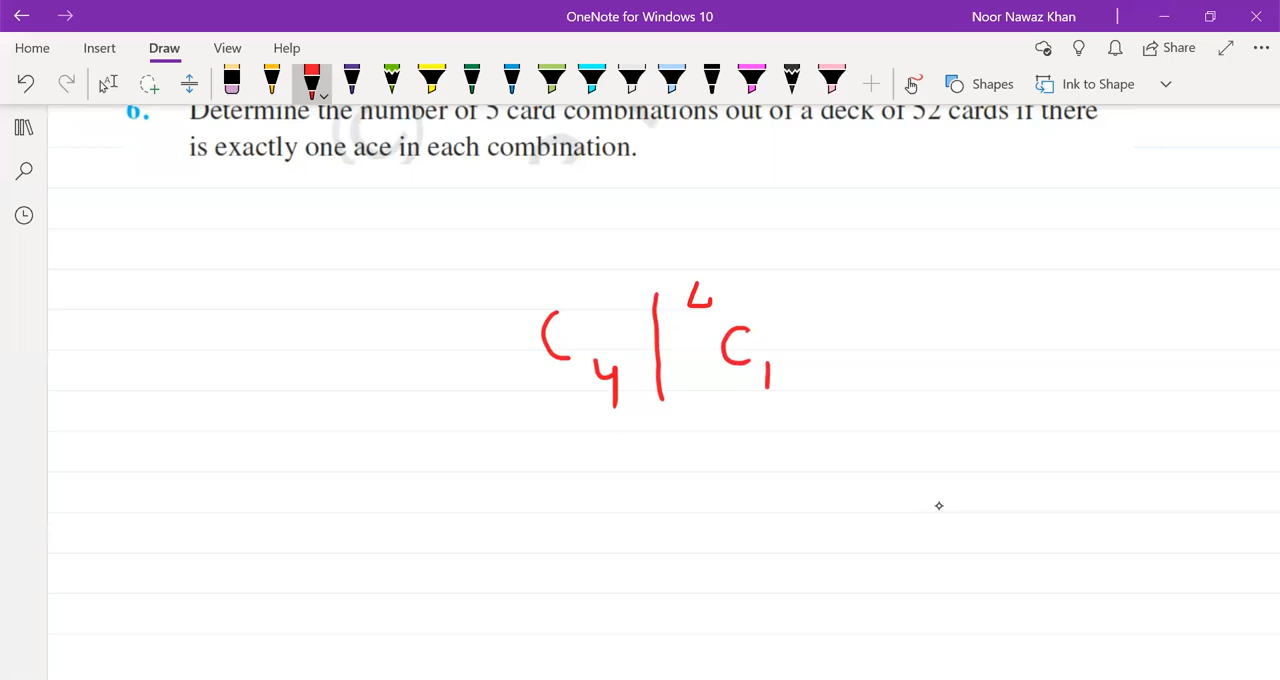 OneNote for Windows 10
Noor Nawaz Khan
Home Insert Draw View Help
Share
Shapes
Ink to Shape
6. Determine the number of 5 card combinations out of a deck of 52 cards if there
is exactly one ace in each combination.
C 4 | 4 C 1